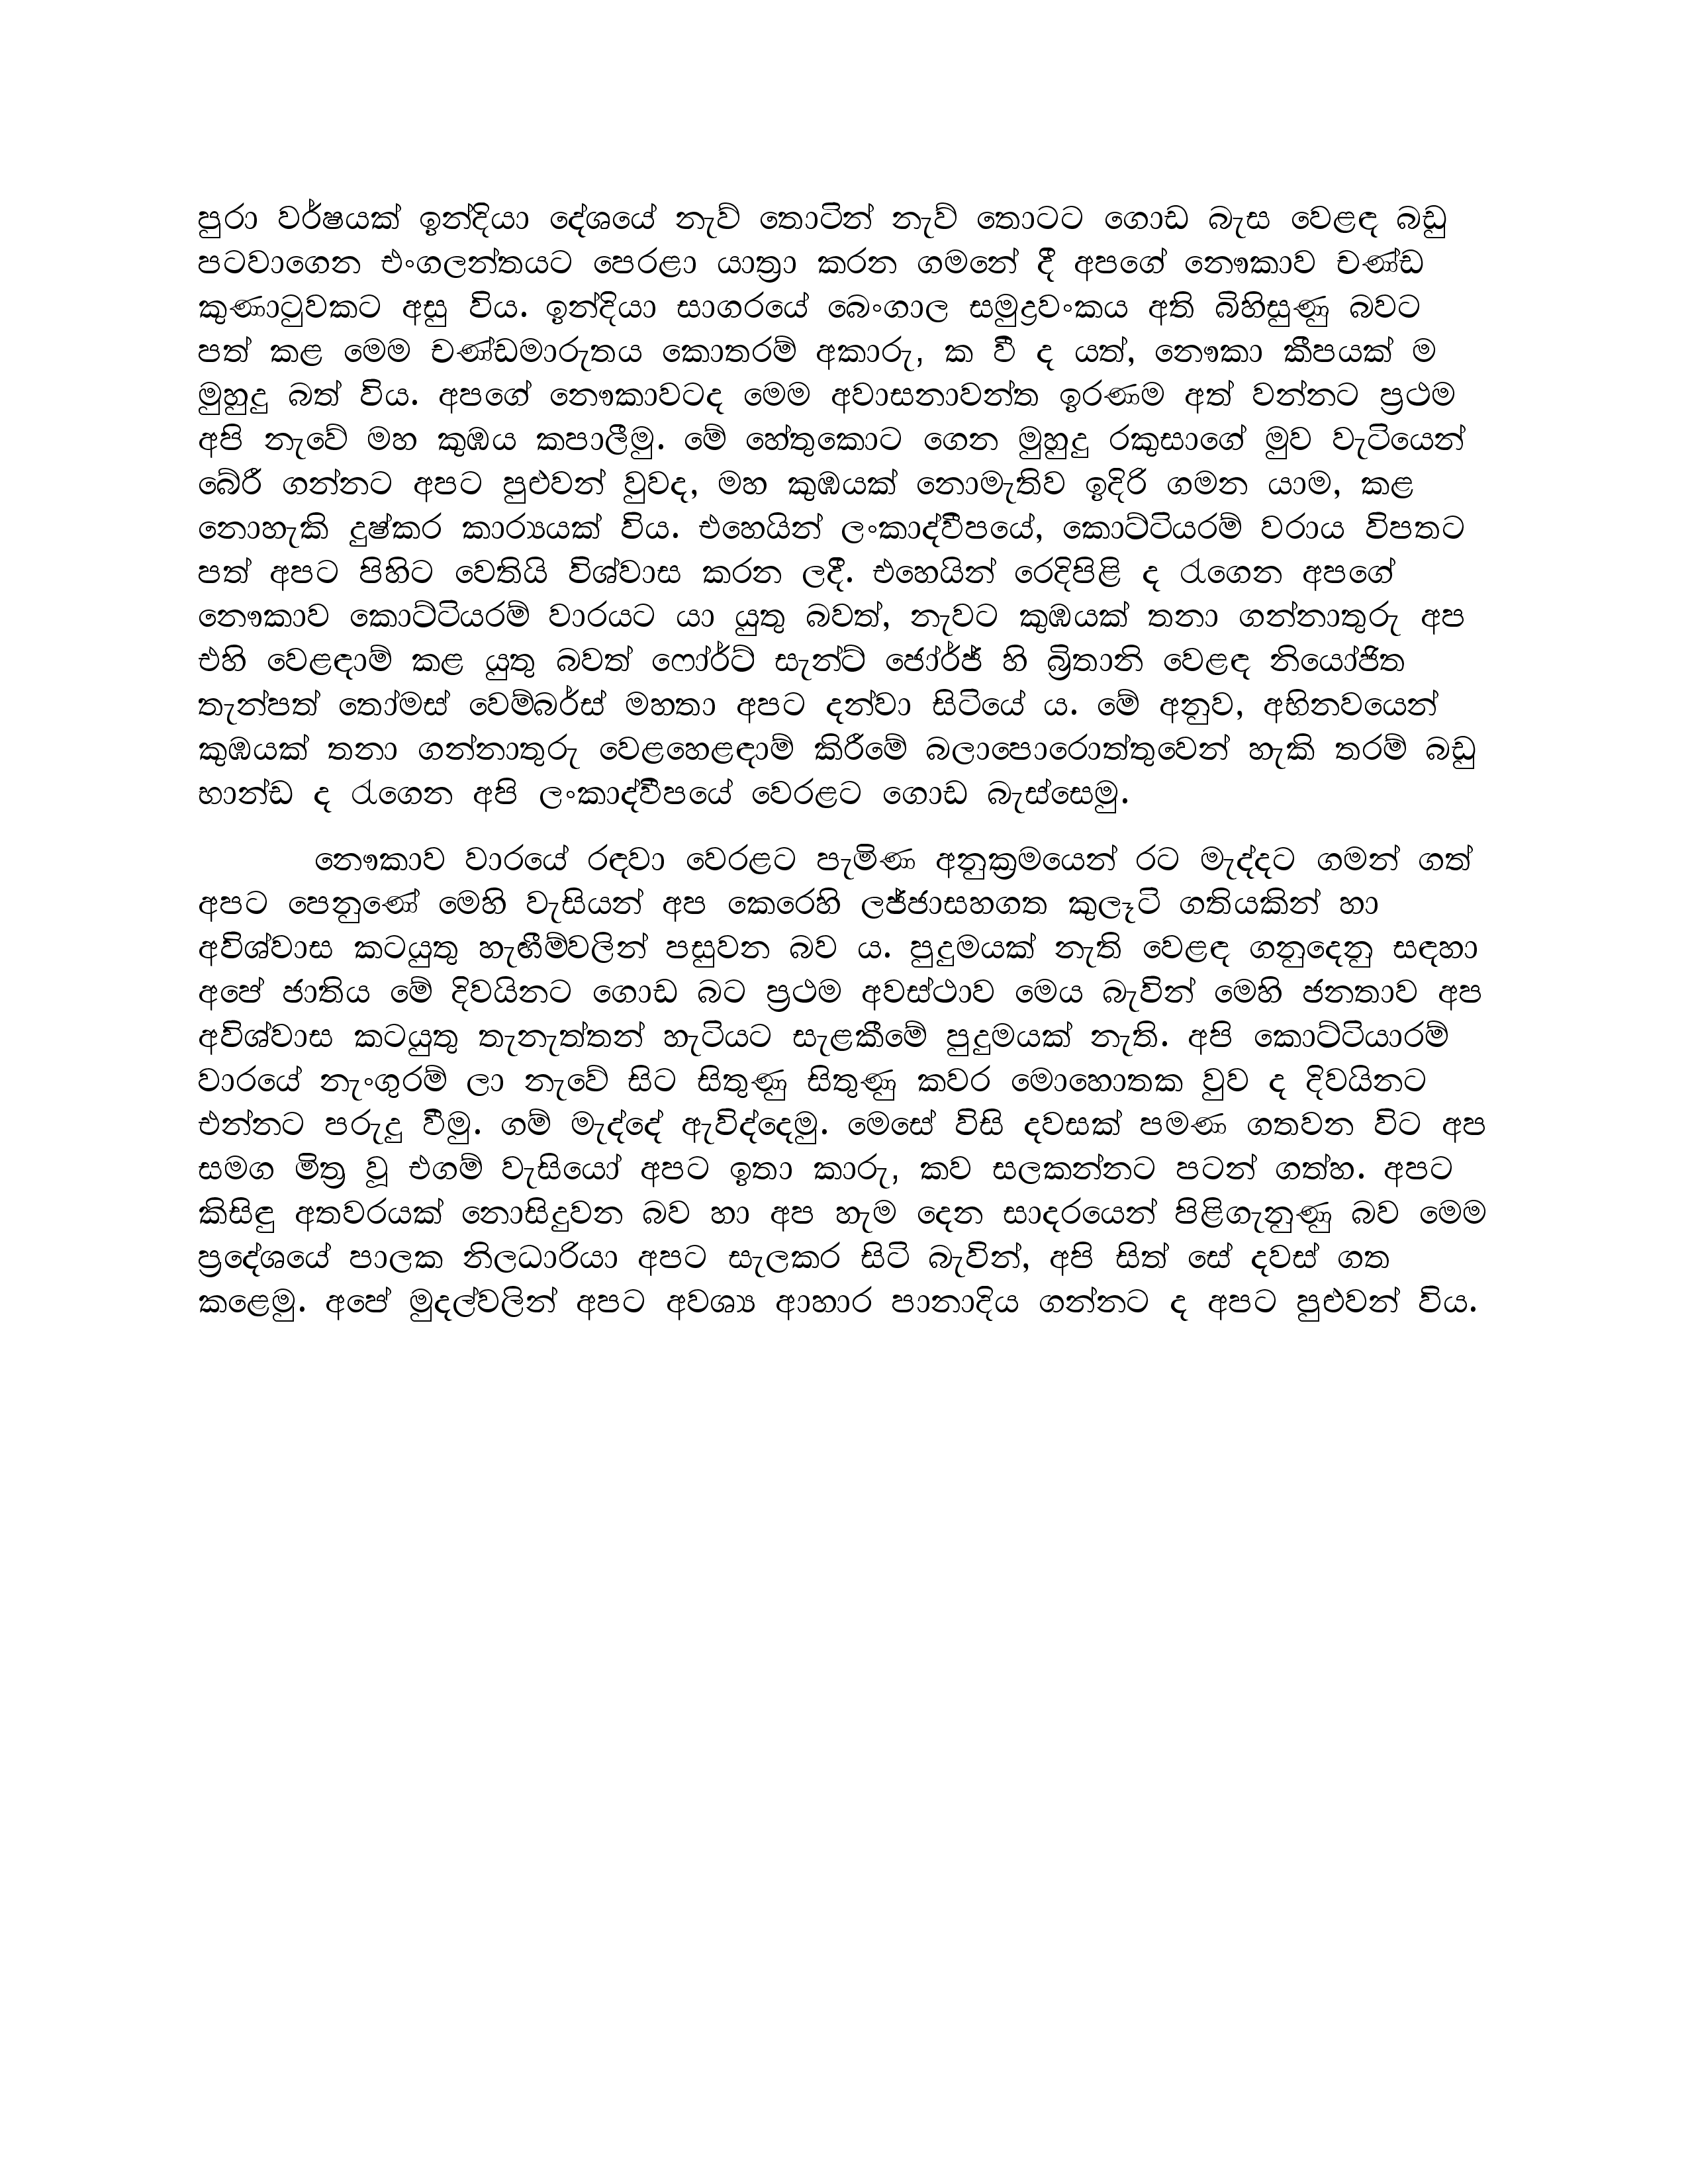 පුරා වර්ෂයක් ඉන්දියා දේශයේ නැව් තොටින් නැව් තොටට ගොඩ බැස වෙළඳ බඩු
පටවාගෙන එංගලන්තයට පෙරළා යාත්‍රා කරන ගමනේ දී අපගේ නෞකාව චණ්ඩ
කුණාටුවකට අසු විය. ඉන්දියා සාගරයේ බෙංගාල සමුද්‍රවංකය අති බිහිසුණු බවට
පත් කළ මෙම චණ්ඩමාරුතය කොතරම් අකාරු, ක වී ද යත්, නෞකා කීපයක් ම
මුහුදු බත් විය. අපගේ නෞකාවටද මෙම අවාසනාවන්ත ඉරණම අත් වන්නට ප්‍රථම
අපි නැවේ මහ කුඹය කපාලීමු. මේ හේතුකොට ගෙන මුහුදු රකුසාගේ මුව වැටියෙන්
බේරී ගන්නට අපට පුළුවන් වුවද, මහ කුඹයක් නොමැතිව ඉදිරි ගමන යාම, කළ
නොහැකි දුෂ්කර කාර්‍යයක් විය. එහෙයින් ලංකාද්වීපයේ, කොට්ටියරම් වරාය විපතට
පත් අපට පිහිට වෙතියි විශ්වාස කරන ලදී. එහෙයින් රෙදිපිළි ද රැගෙන අපගේ
නෞකාව කොට්ටියරම් වාරයට යා යුතු බවත්, නැවට කුඹයක් තනා ගන්නාතුරු අප
එහි වෙළඳාම් කළ යුතු බවත් ෆෝර්ට් සැන්ට් ජෝර්ජ් හි බ්‍රිතානි වෙළඳ නියෝජිත
තැන්පත් තෝමස් වෙම්බර්ස් මහතා අපට දන්වා සිටියේ ය. මේ අනුව, අභිනවයෙන්
කුඹයක් තනා ගන්නාතුරු වෙළහෙළඳාම් කිරීමේ බලාපොරොත්තුවෙන් හැකි තරම් බඩු
භාන්ඩ ද රැගෙන අපි ලංකාද්වීපයේ වෙරළට ගොඩ බැස්සෙමු.
නෞකාව වාරයේ රඳවා වෙරළට පැමිණ අනුක්‍රමයෙන් රට මැද්දට ගමන් ගත්
අපට පෙනුණේ මෙහි වැසියන් අප කෙරෙහි ලජ්ජාසහගත කුලෑටි ගතියකින් හා
අවිශ්වාස කටයුතු හැඟීම්වලින් පසුවන බව ය. පුදුමයක් නැති වෙළඳ ගනුදෙනු සඳහා
අපේ ජාතිය මේ දිවයිනට ගොඩ බට ප්‍රථම අවස්ථාව මෙය බැවින් මෙහි ජනතාව අප
අවිශ්වාස කටයුතු තැනැත්තන් හැටියට සැළකීමේ පුදුමයක් නැති. අපි කොට්ටියාරම්
වාරයේ නැංගුරම් ලා නැවේ සිට සිතුණු සිතුණු කවර මොහොතක වුව ද දිවයිනට
එන්නට පරුදු වීමු. ගම් මැද්දේ ඇවිද්දෙමු. මෙසේ විසි දවසක් පමණ ගතවන විට අප
සමග මිත්‍ර වූ එගම් වැසියෝ අපට ඉතා කාරු, කව සලකන්නට පටන් ගත්හ. අපට
කිසිඳු අතවරයක් නොසිදුවන බව හා අප හැම දෙන සාදරයෙන් පිළිගැනුණු බව මෙම
ප්‍රදේශයේ පාලක නිලධාරියා අපට සැලකර සිටි බැවින්, අපි සිත් සේ දවස් ගත
කළෙමු. අපේ මුදල්වලින් අපට අවශ්‍ය ආහාර පානාදිය ගන්නට ද අපට පුළුවන් විය.